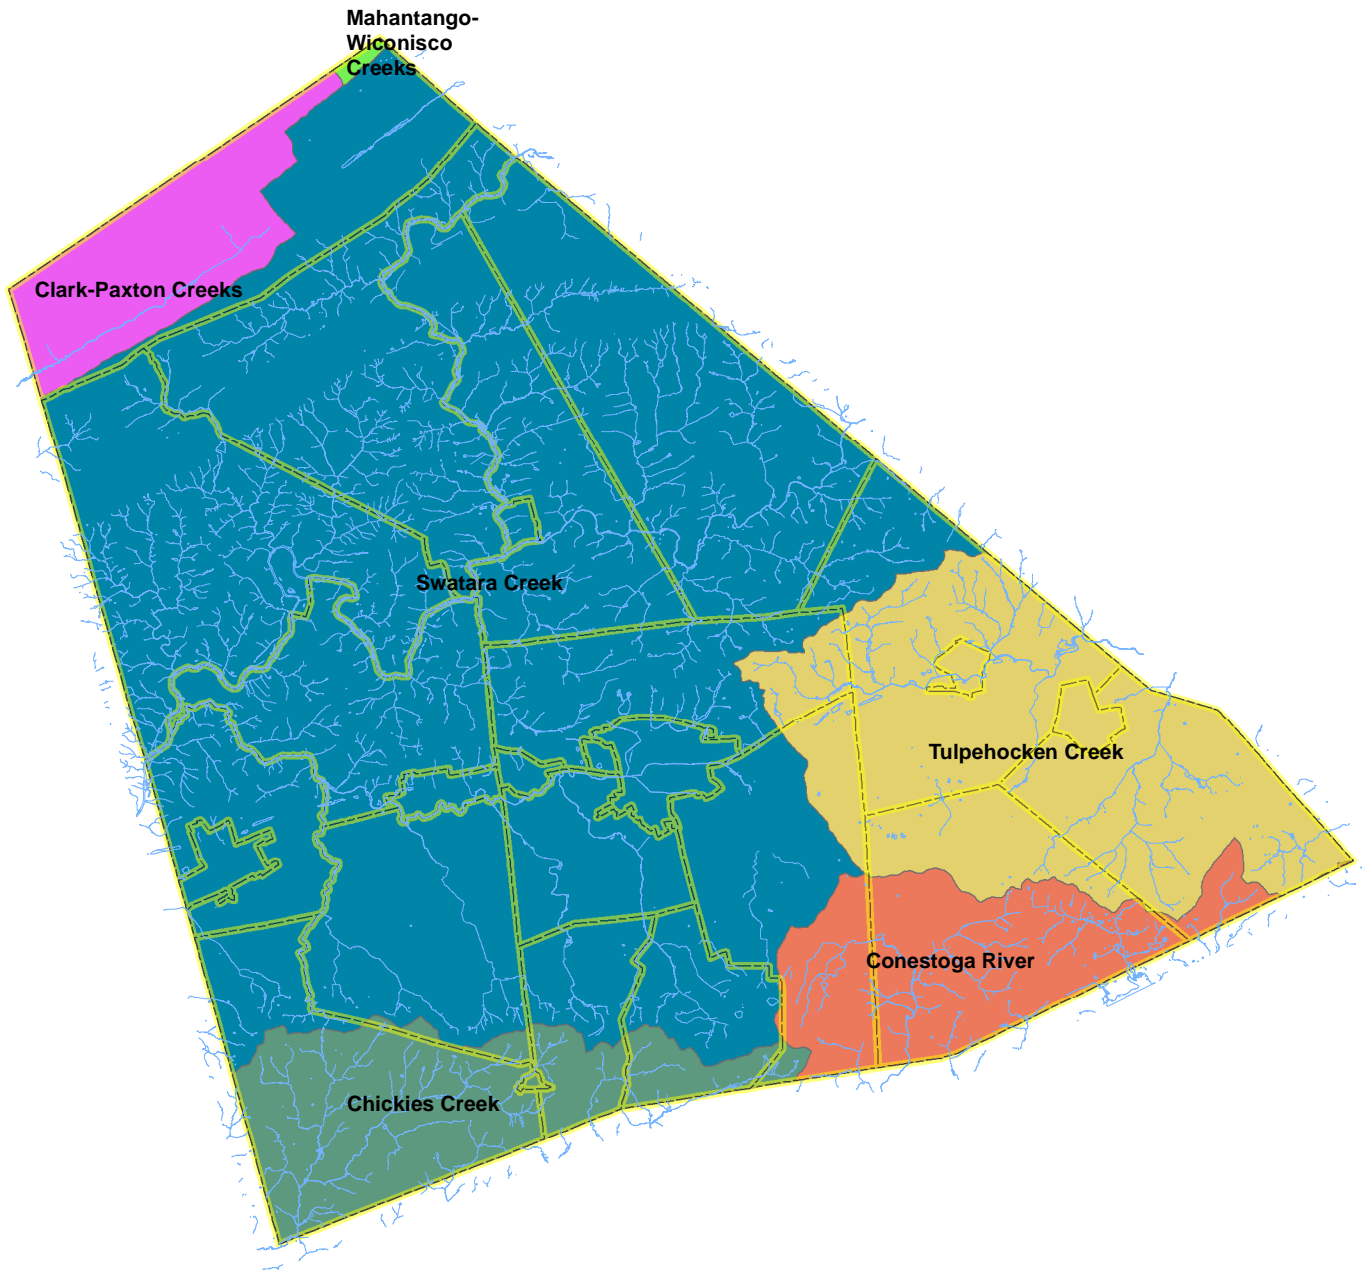 Mahantango-
Wiconisco
Creeks
Clark-Paxton Creeks
Swatara Creek
Tulpehocken Creek
Conestoga River
Chickies Creek